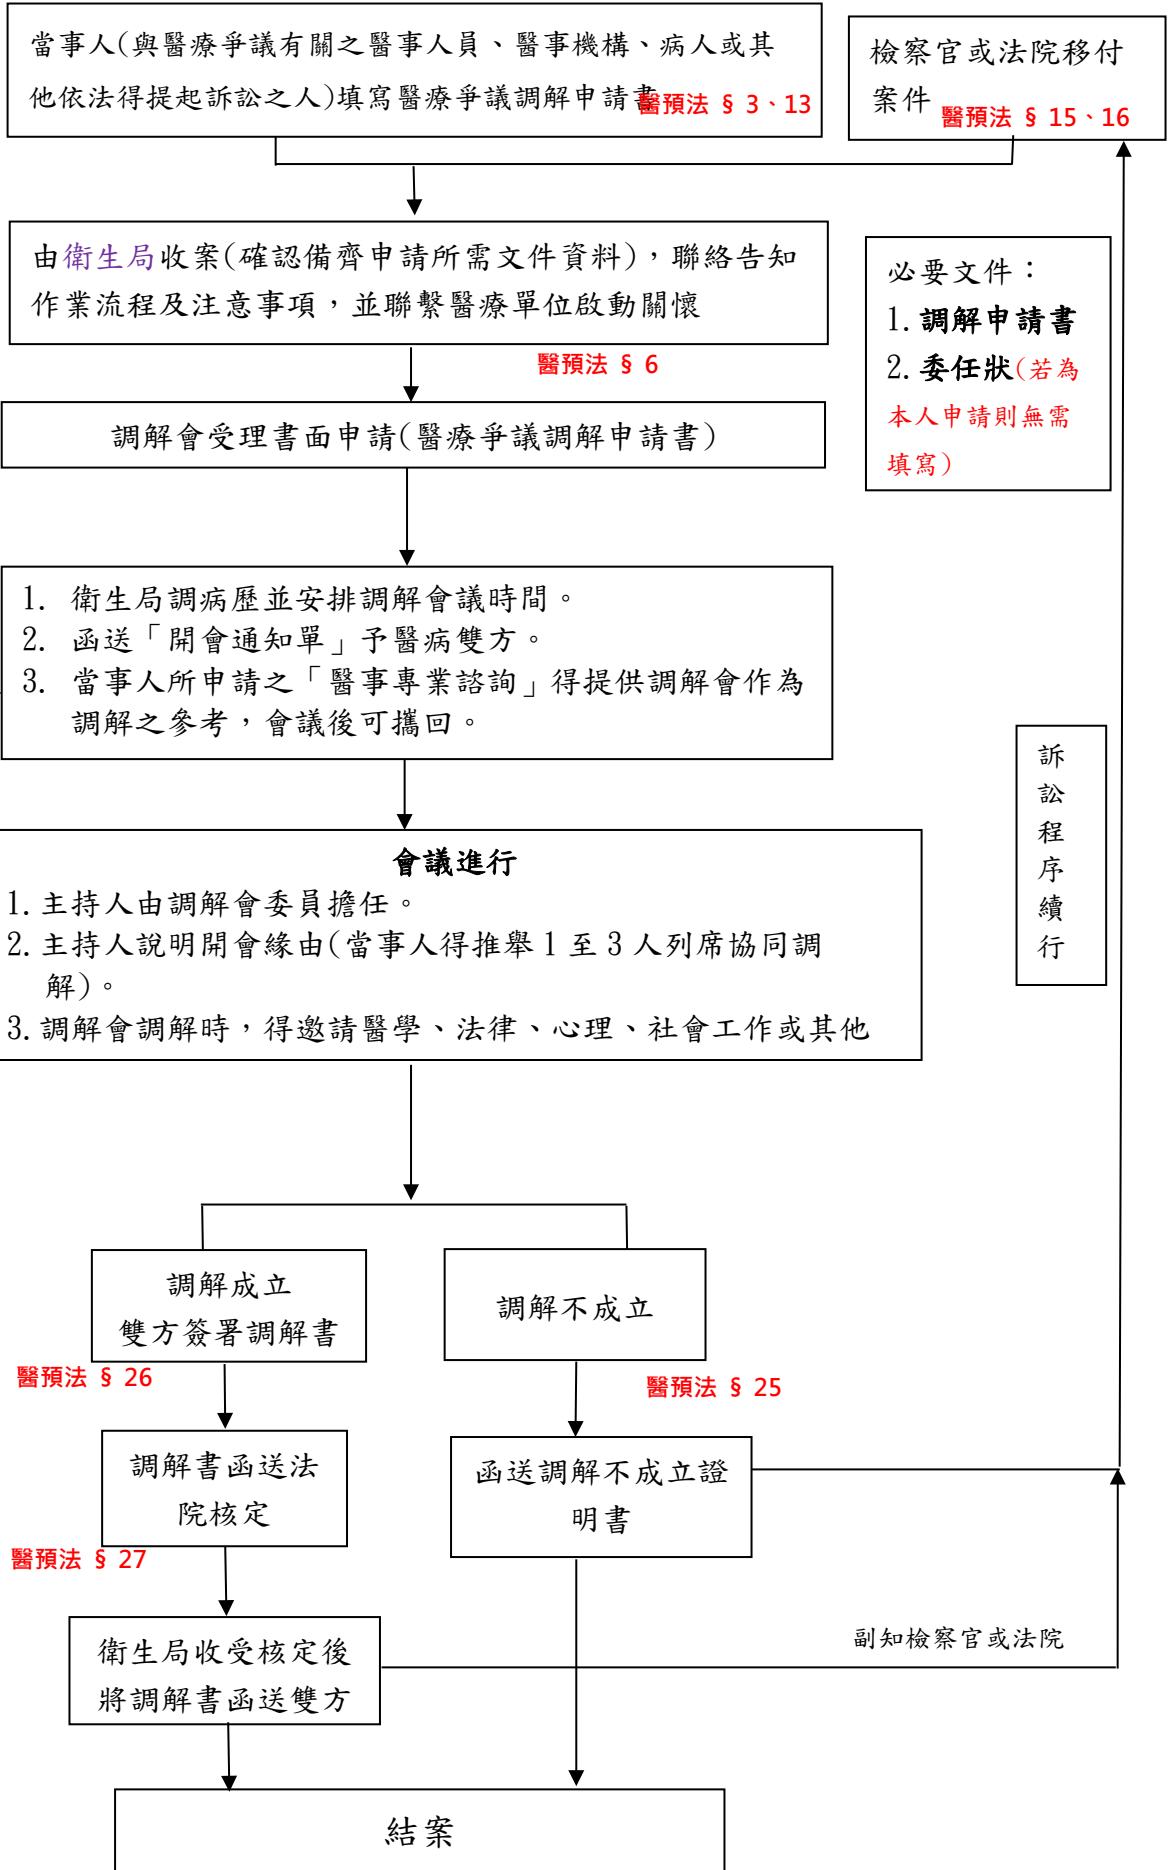 當事人(與醫療爭議有關之醫事人員、醫事機構、病人或其
他依法得提起訴訟之人)填寫醫療爭議調解申請書
醫預法 § 3、13
檢察官或法院移付
案件
醫預法 § 15、16
由衛生局收案(確認備齊申請所需文件資料)，聯絡告知
作業流程及注意事項，並聯繫醫療單位啟動關懷
醫預法 § 6
必要文件：
1.調解申請書
2.委任狀(若為
本人申請則無需
填寫)
調解會受理書面申請(醫療爭議調解申請書)
1. 衛生局調病歷並安排調解會議時間。
2. 函送「開會通知單」予醫病雙方。
3. 當事人所申請之「醫事專業諮詢」得提供調解會作為
調解之參考，會議後可攜回。
會議進行
1.主持人由調解會委員擔任。
2.主持人說明開會緣由(當事人得推舉 1 至 3 人列席協同調
解)。
3.調解會調解時，得邀請醫學、法律、心理、社會工作或其他
訴
訟
程
序
續
行
調解成立
雙方簽署調解書
調解不成立
醫預法 § 26
醫預法 § 25
調解書函送法
院核定
函送調解不成立證
明書
醫預法 § 27
衛生局收受核定後
將調解書函送雙方
副知檢察官或法院
結案